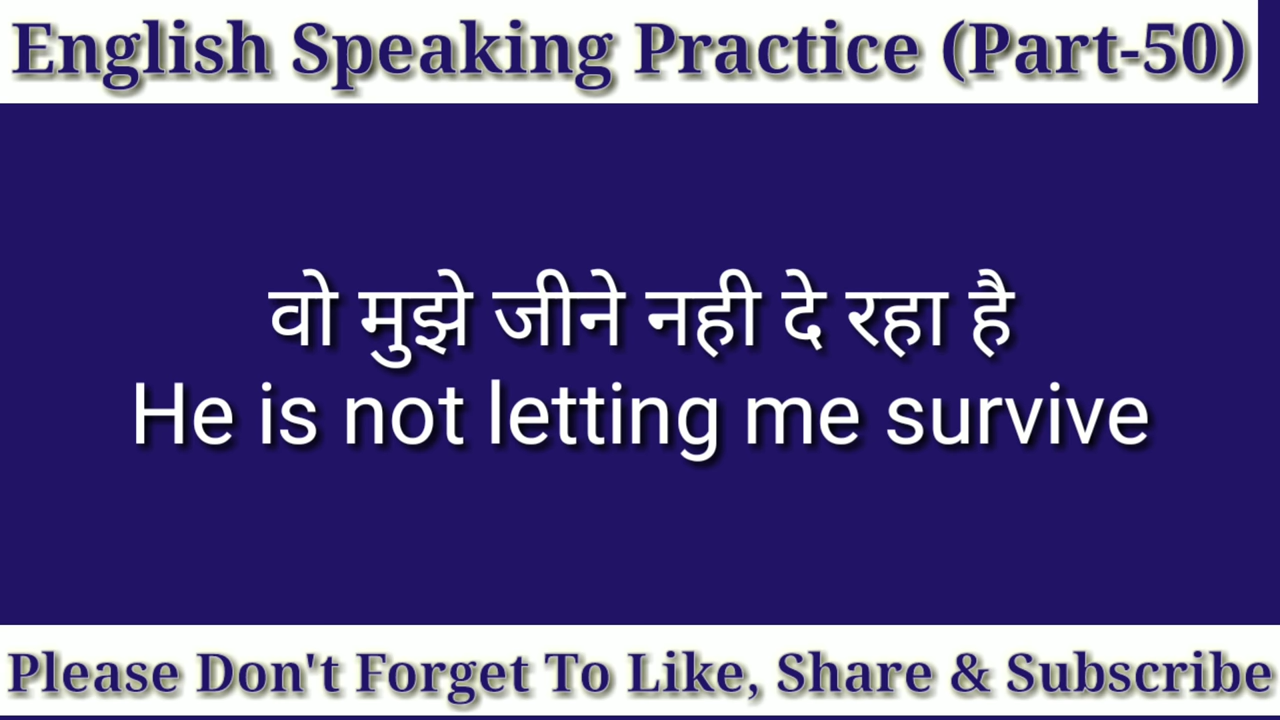 English Speaking Practice (Part-50)
वो मुझे जीने नही दे रहा है
He is not letting me survive
Please Don't Forget To Like, Share & Subscribe